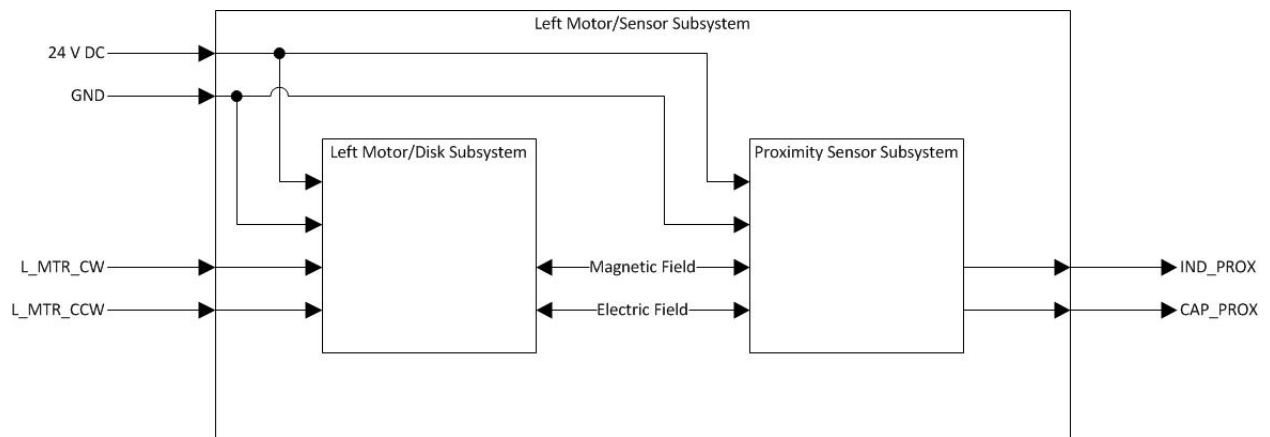 Left Motor/Sensor Subsystem
24 V DC
GND
Left Motor/Disk Subsystem
Proximity Sensor Subsystem
L_MTR_CW
Magnetic Field
IND_PROX
L_MTR_CCW
Electric Field
CAP_PROX